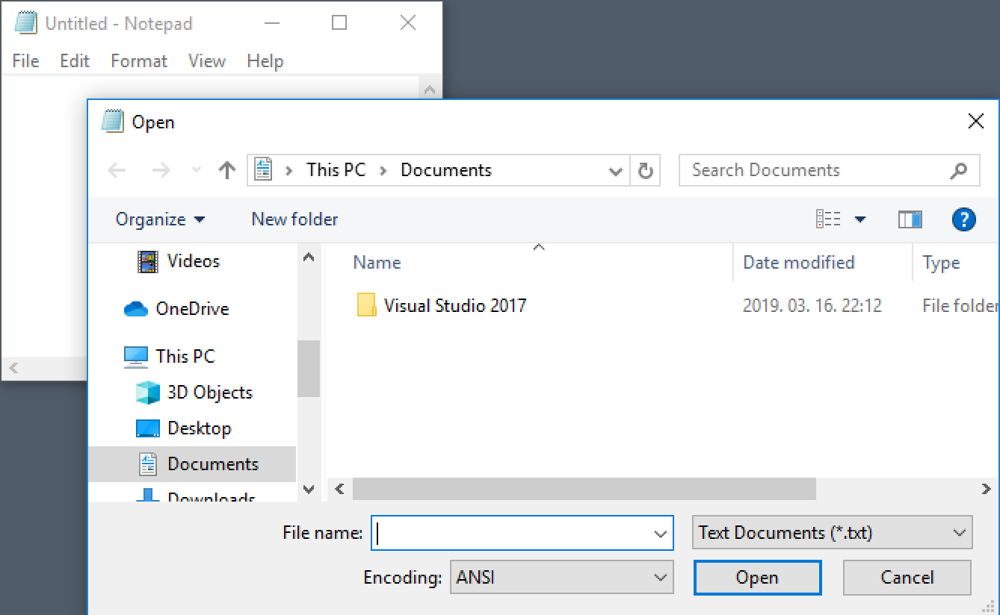 Untitled - Notepad
File Edit Format View Help
Open
This PC Documents
Search Documents
Organize New folder
?
Videos
OneDrive
This PC
3D Objects
Desktop
Documents
Downloads
Name Date modified Type
Visual Studio 2017 2019. 03. 16. 22:12 File folder
File name: Text Documents (*.txt)
Encoding: ANSI Open Cancel